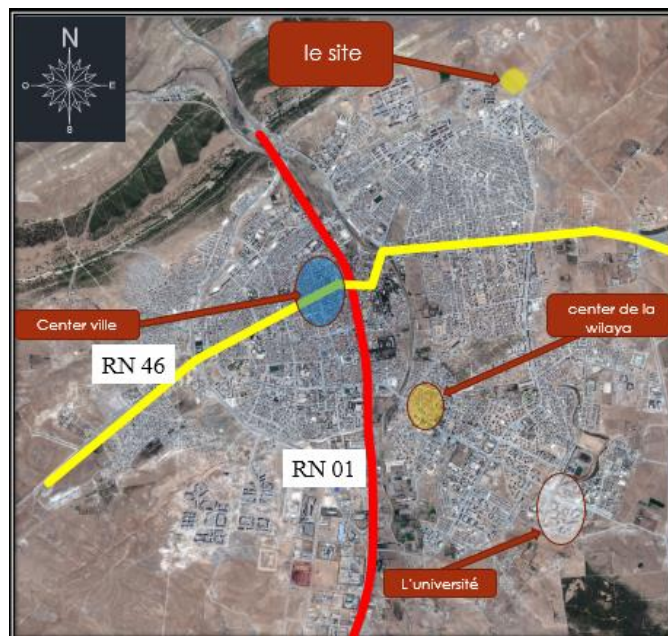 N
O
E
S
le site
Center ville
RN 46
center de la
wilaya
RN 01
L'université